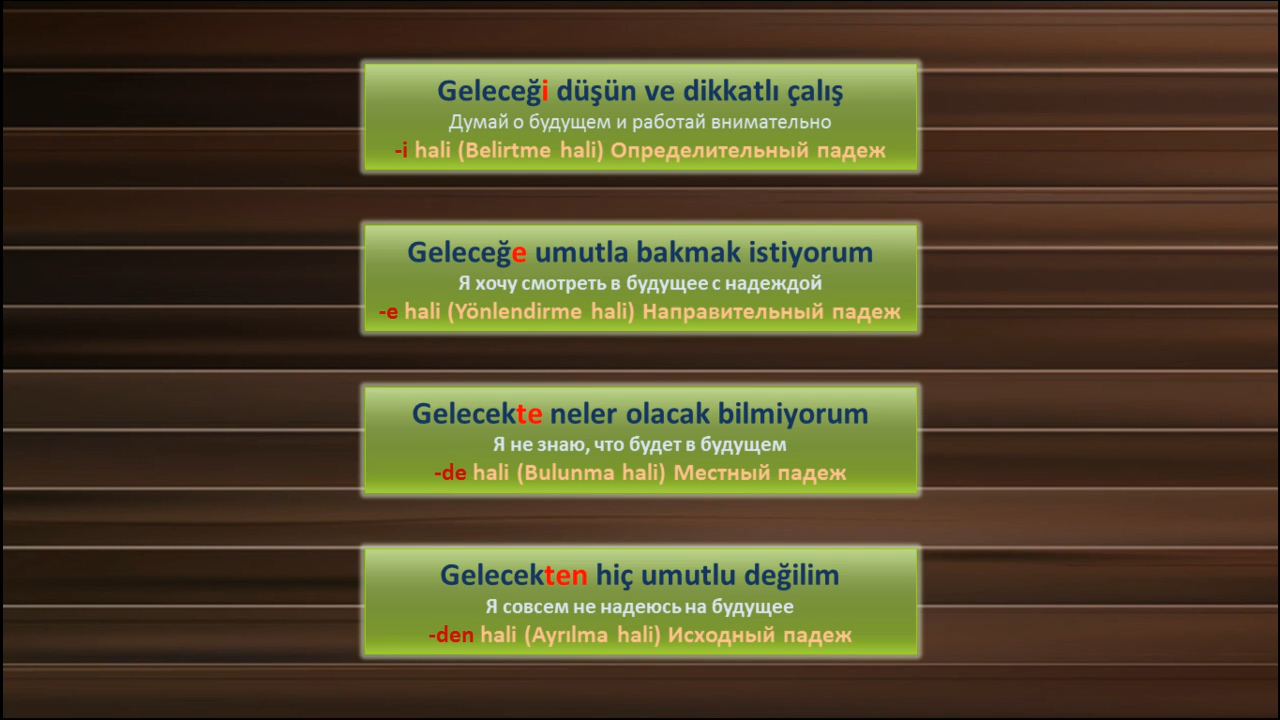 Geleceği düşün ve dikkatlı çalış
Думай о будущем и работай внимательно
-i hali (Belirtme hali) Определительный падеж
Geleceğe umutla bakmak istiyorum
Я хочу смотреть в будущее с надеждой
-e hali (Yönlendirme hali) Направительный падеж
Gelecekte neler olacak bilmiyorum
Я не знаю, что будет в будущем
-de hali (Bulunma hali) Местный падеж
Gelecekten hiç umutlu değilim
Я совсем не надеюсь на будущее
-den hali (Ayrılma hali) Исходный падеж